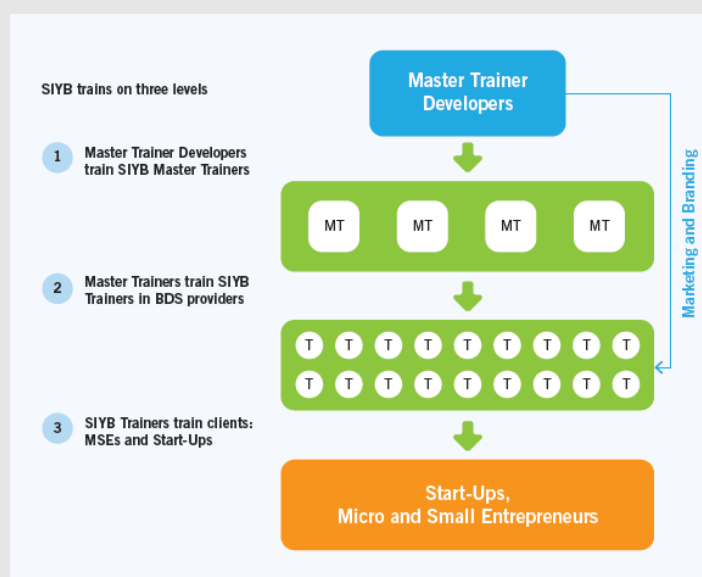 SIYB trains on three levels
Master Trainer
Developers
1
Master Trainer Developers
train SIYB Master Trainers
MT MT MT MT
2
Master Trainers train SIYB
Trainers in BDS providers
T T T T T T T T T
T T T T T T T T T
3
SIYB Trainers train clients:
MSEs and Start-Ups
Start-Ups,
Micro and Small Entrepreneurs
Marketing and Branding